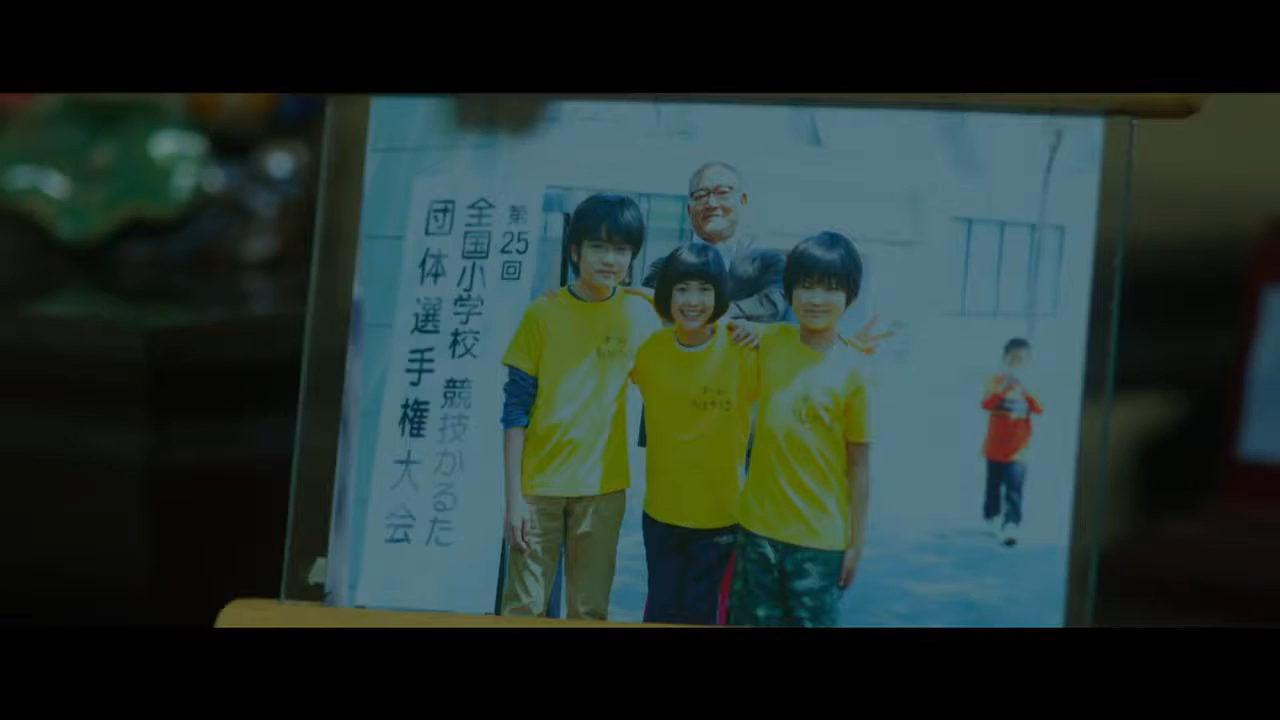 第25回
全国小学校 競技かるた
団体選手権大会